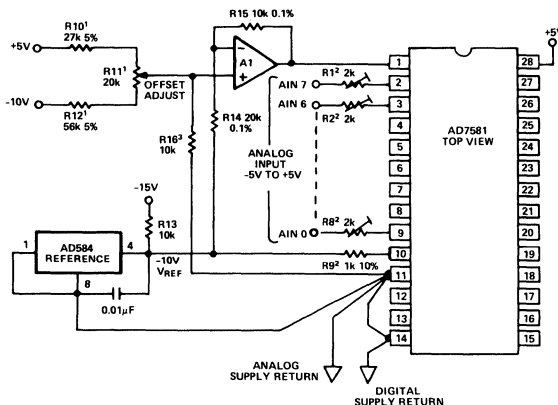 R15 10k 0.1%
R10¹
27k 5%
+5V
R11¹
20k
OFFSET
ADJUST
-10V
R12¹
56k 5%
A1
R14 20k
0.1%
R16³
10k
ANALOG
INPUT
-5V TO +5V
AIN 7
R1² 2k
AIN 6
R2² 2k
AIN 0
R8² 2k
R9² 1k 10%
-15V
R13
10k
AD584
REFERENCE
1
4
8
-10V
VREF
0.01µF
ANALOG
SUPPLY RETURN
DIGITAL
SUPPLY RETURN
+5V
AD7581
TOP VIEW
1 28
2 27
3 26
4 25
5 24
6 23
7 22
8 21
9 20
10 19
11 18
12 17
13 16
14 15